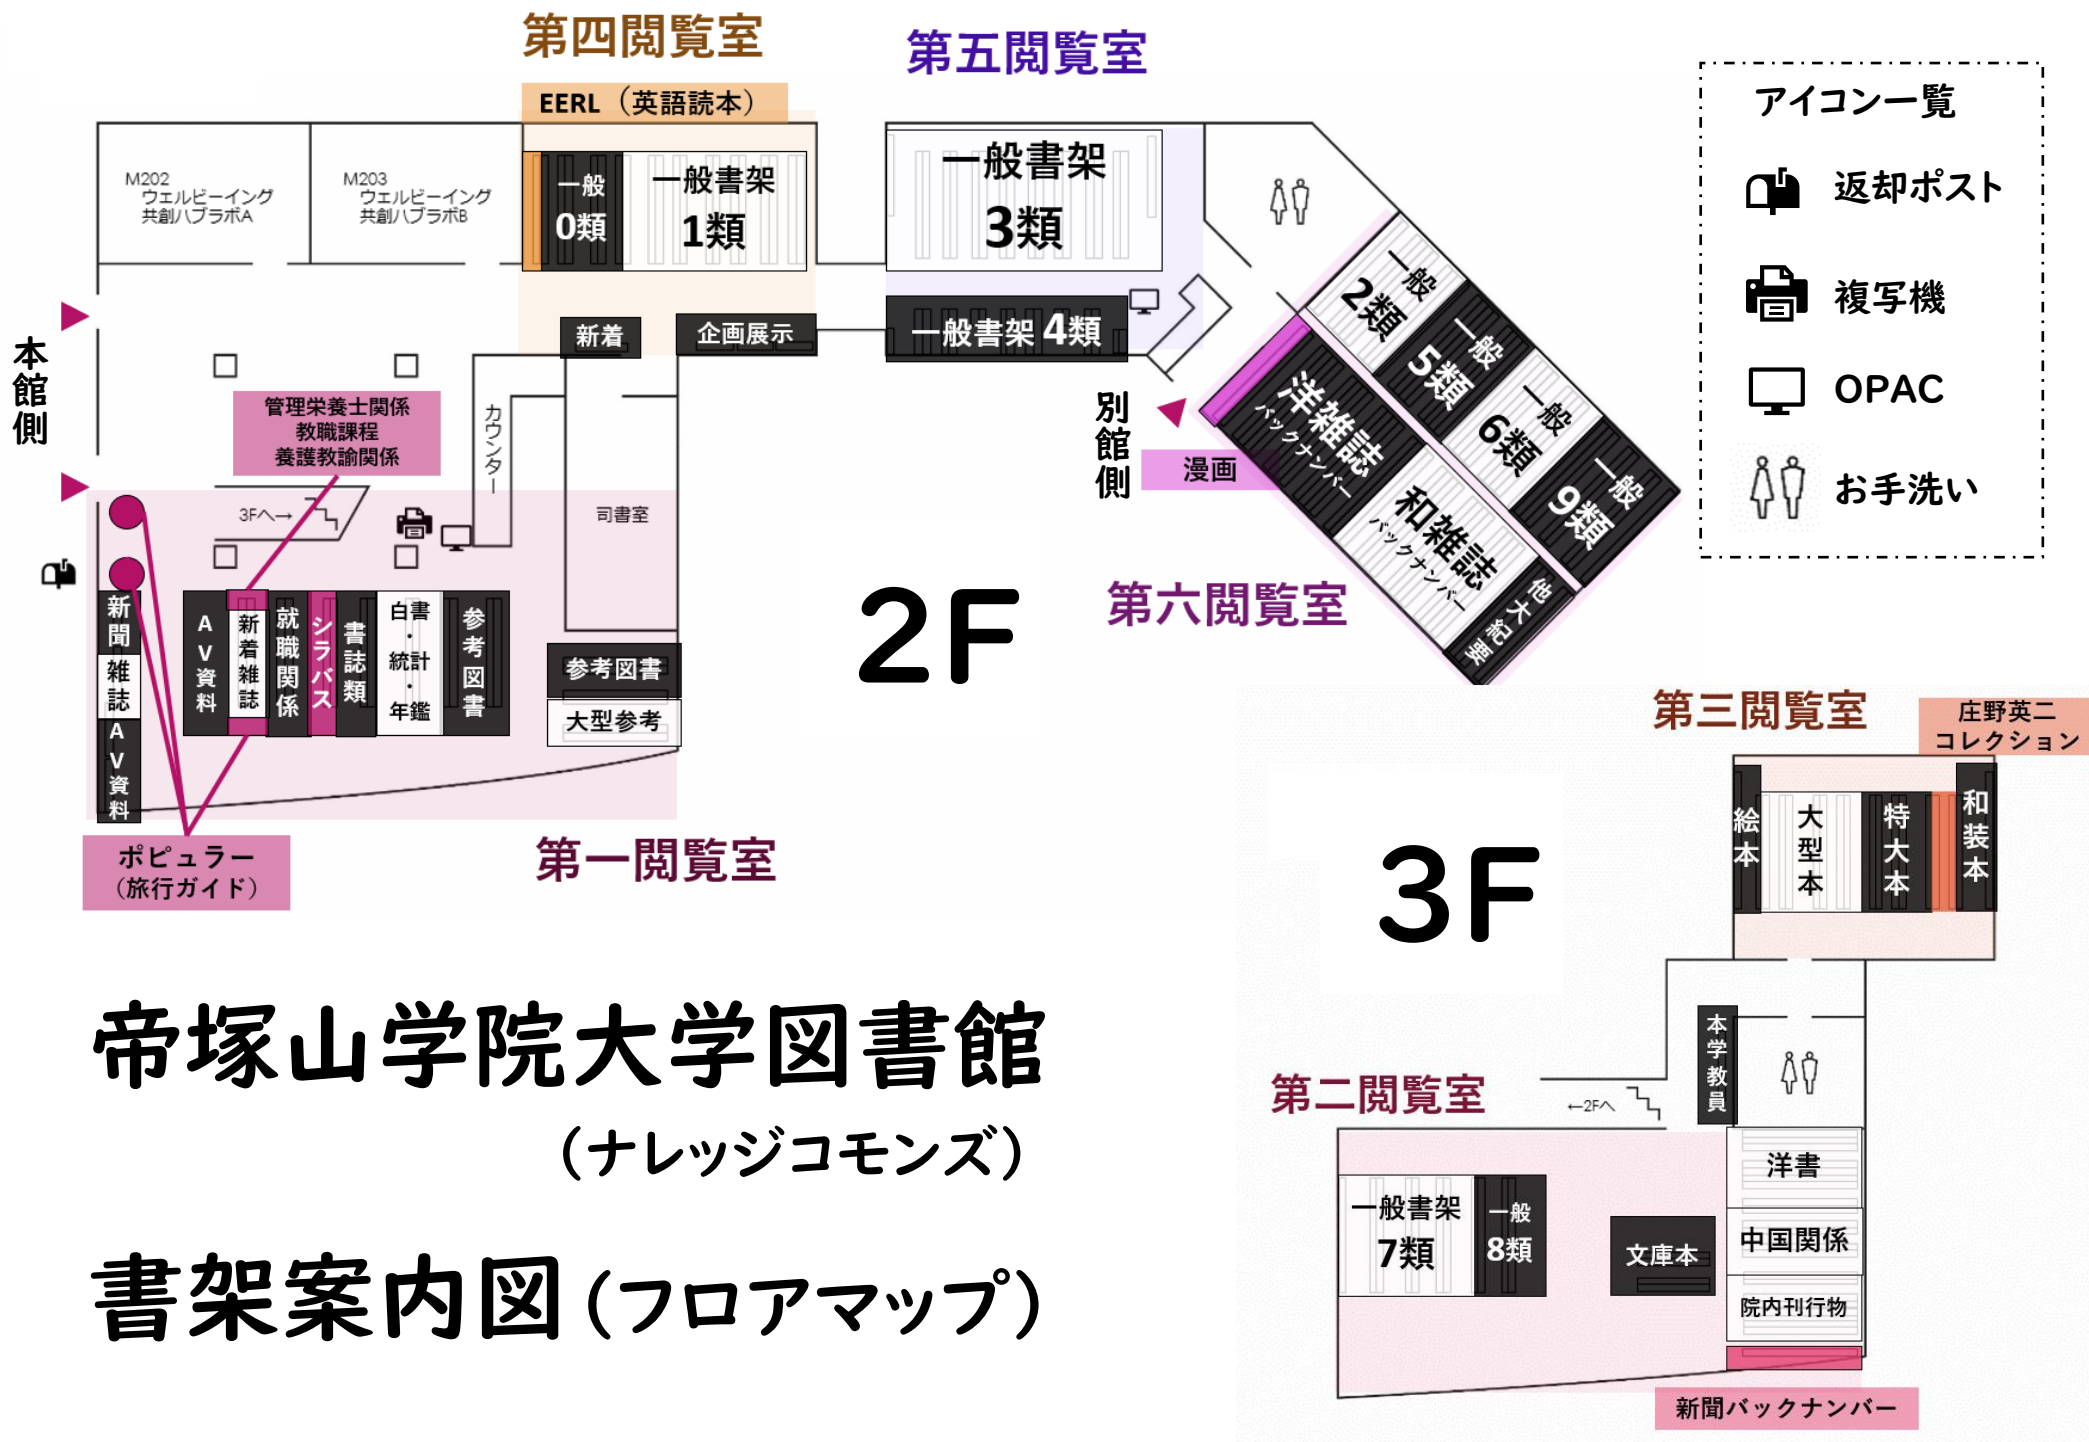 第四閲覧室
第五閲覧室
EERL（英語読本）
アイコン一覧
返却ポスト
複写機
OPAC
お手洗い
M202
ウェルビーイング
共創ハブラボA
M203
ウェルビーイング
共創ハブラボB
一般
0類
一般書架
1類
一般書架
3類
新着
企画展示
一般書架 4類
本館側
管理栄養士関係
教職課程
養護教諭関係
カウンター
司書室
3Fへ→
別館側
漫画
一般
2類
一般
5類
一般
6類
一般
9類
洋雑誌
バックナンバー
和雑誌
バックナンバー
他大紀要
第六閲覧室
2F
新聞
雑誌
AV資料
AV資料
新着雑誌
就職関係
シラバス
書誌類
白書
・
統計
・
年鑑
参考図書
参考図書
大型参考
ポピュラー
（旅行ガイド）
第一閲覧室
第三閲覧室
庄野英二
コレクション
絵本
大型本
特大本
和装本
3F
本学教員
第二閲覧室
←2Fへ
一般書架
7類
一般
8類
文庫本
洋書
中国関係
院内刊行物
新聞バックナンバー
帝塚山学院大学図書館
（ナレッジコモンズ）
書架案内図（フロアマップ）